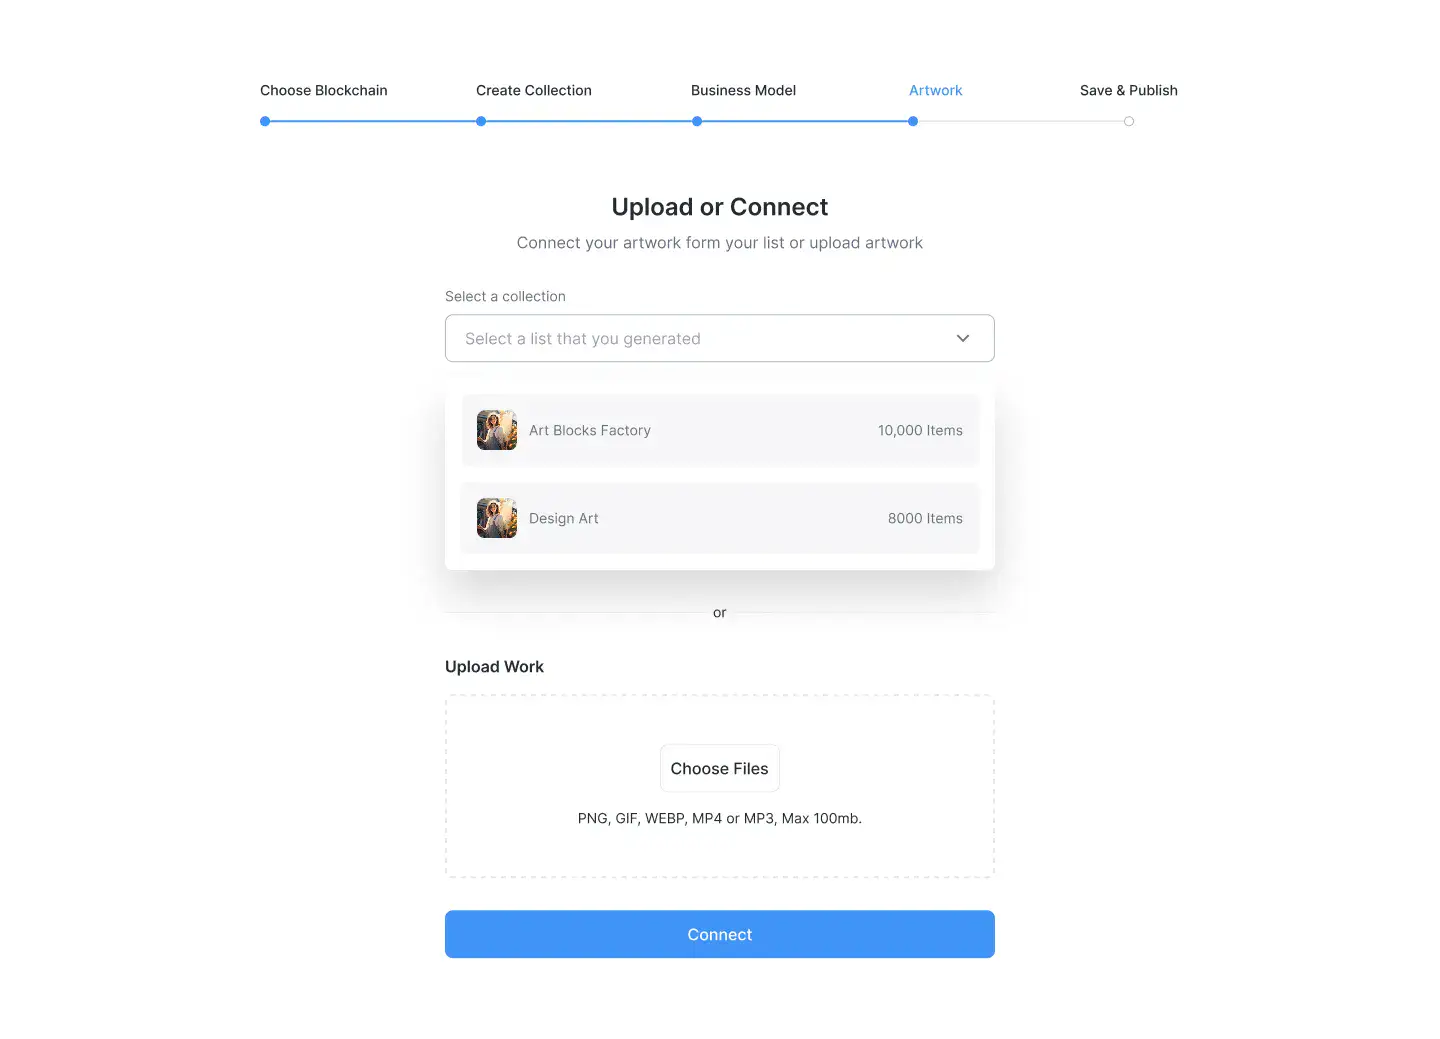 Choose Blockchain
Create Collection
Business Model
Artwork
Save & Publish
Upload or Connect
Connect your artwork form your list or upload artwork
Select a collection
Select a list that you generated
Art Blocks Factory
10,000 Items
Design Art
8000 Items
or
Upload Work
Choose Files
PNG, GIF, WEBP, MP4 or MP3, Max 100mb.
Connect